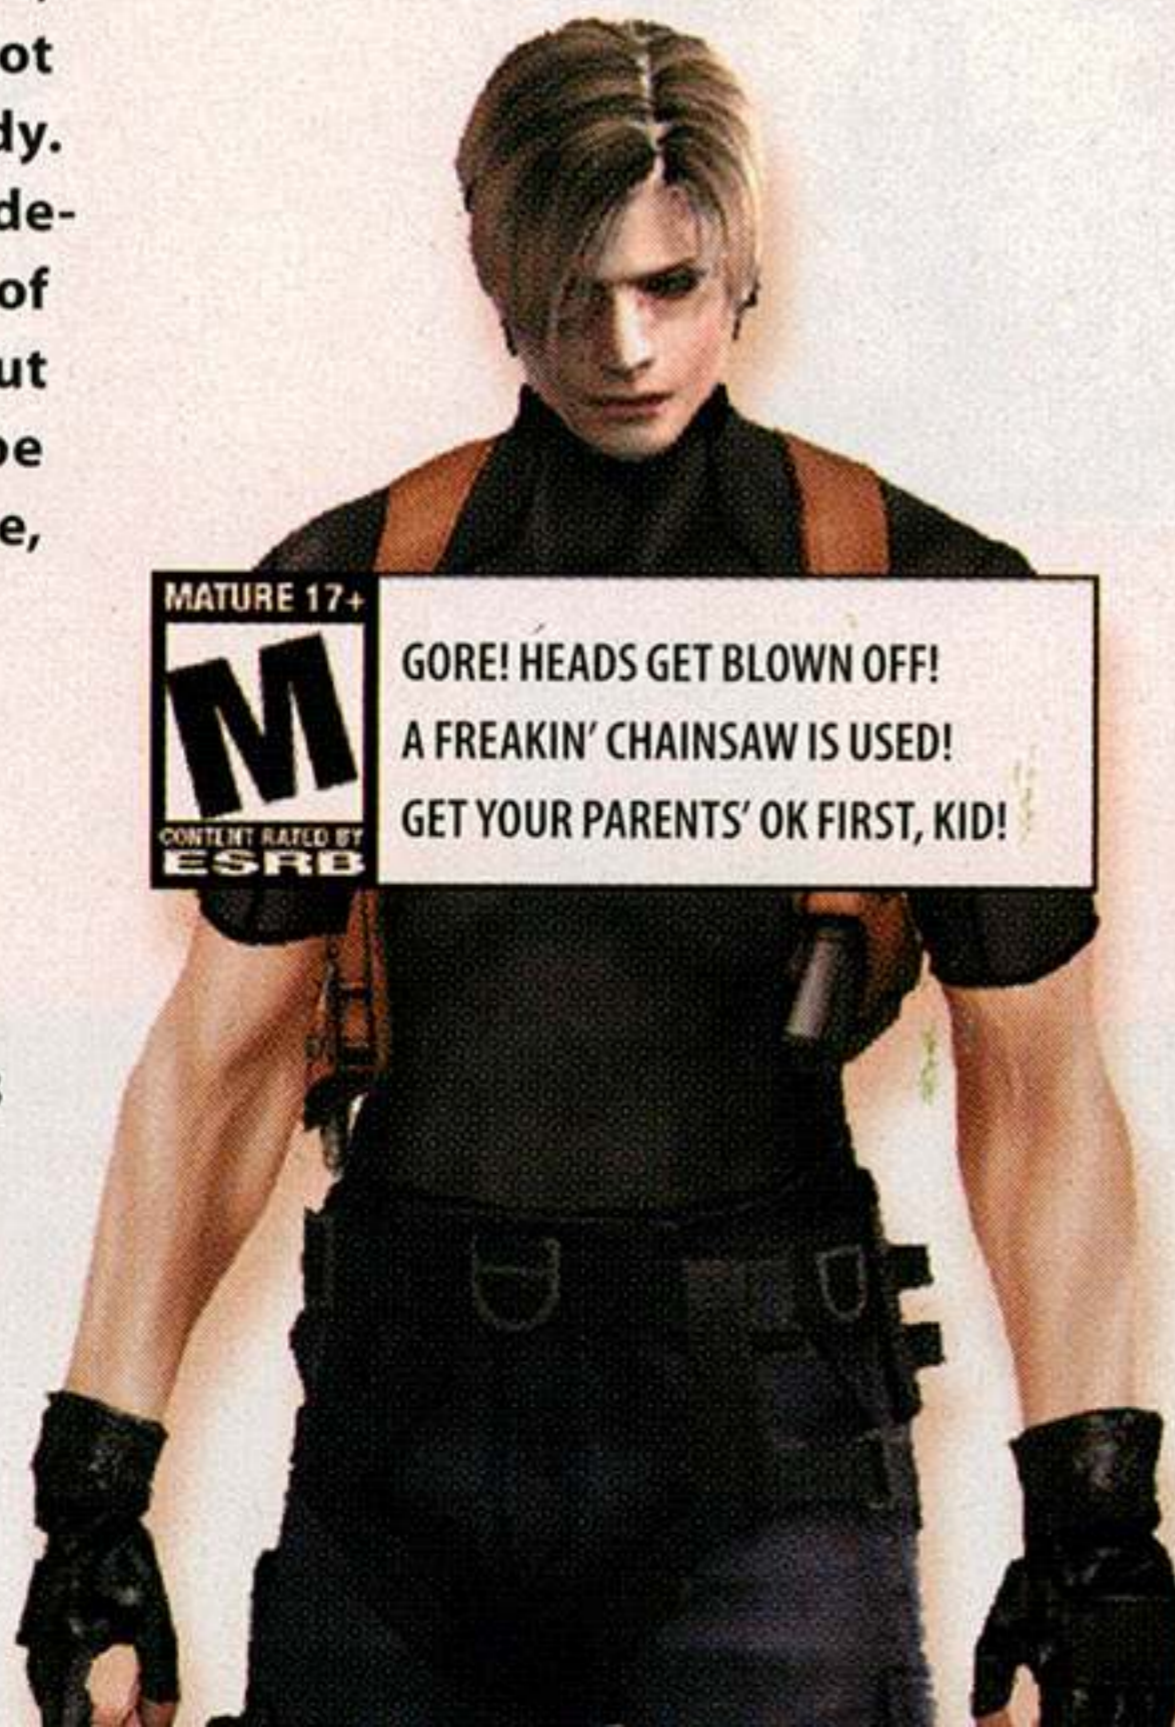 ot
dy.
de-
of
ut
be
e,
MATURE 17+
M
CONTENT RATED BY
ESRB
GORE! HEADS GET BLOWN OFF!
A FREAKIN' CHAINSAW IS USED!
GET YOUR PARENTS' OK FIRST, KID!
s